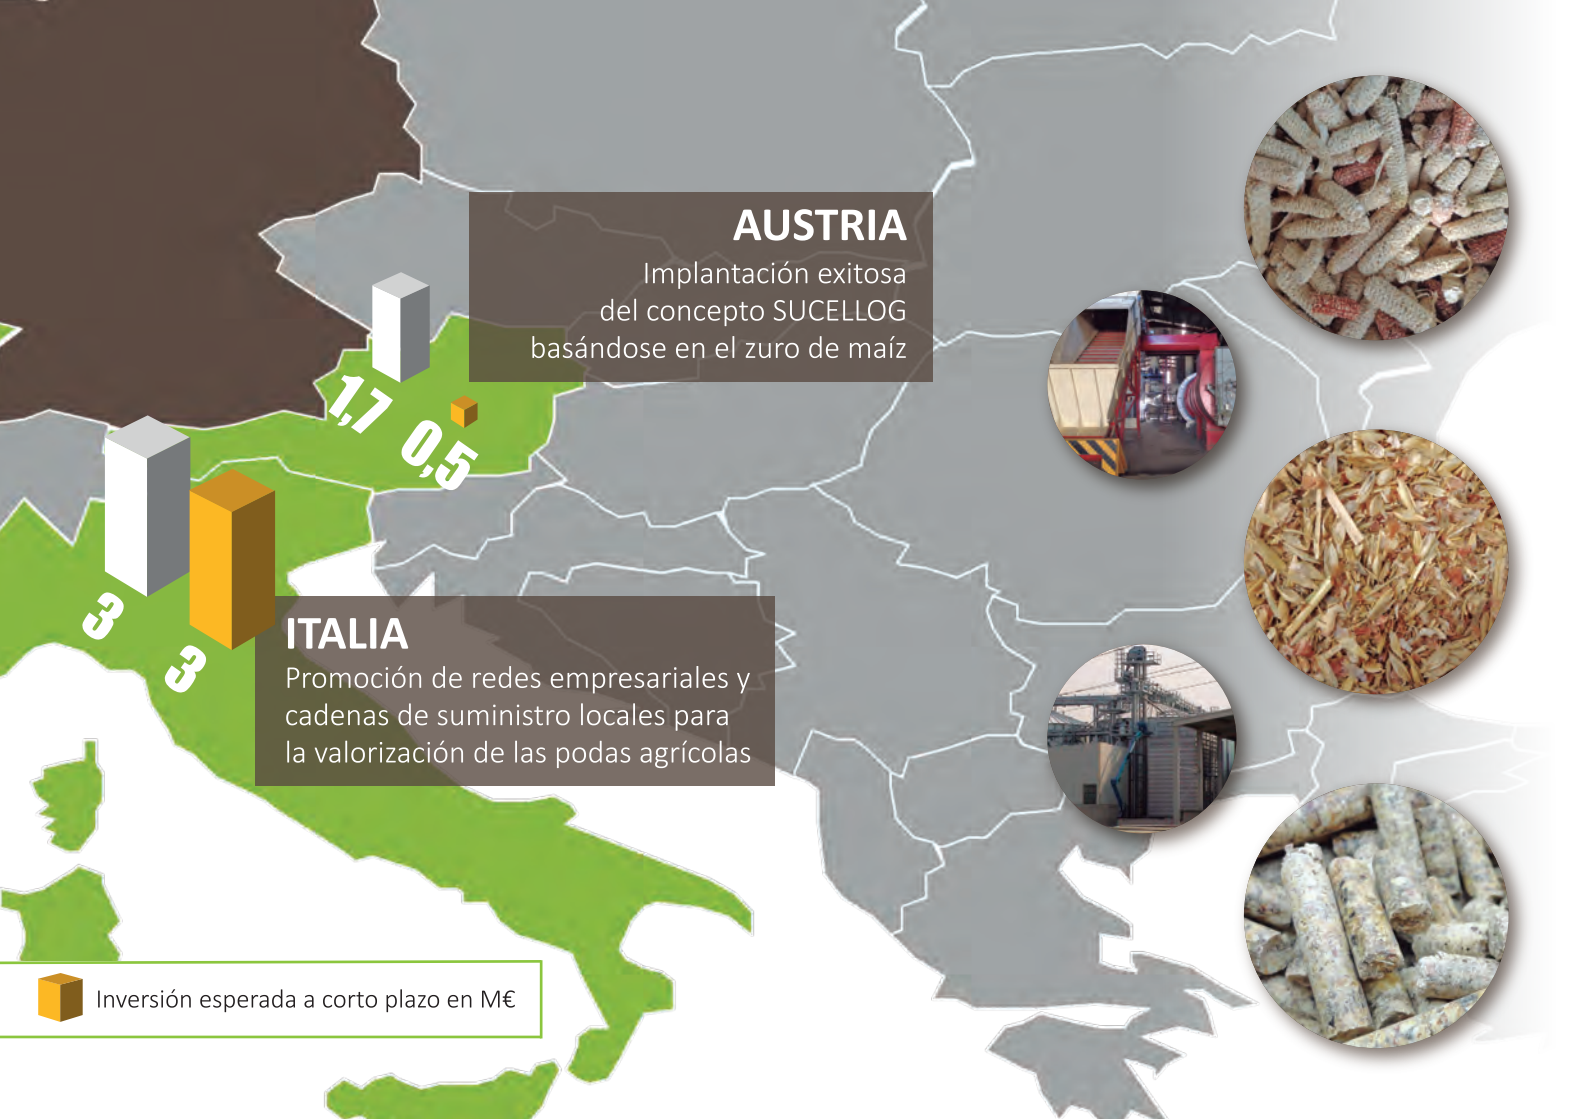 AUSTRIA
Implantación exitosa
del concepto SUCELLOG
basándose en el zuro de maíz
1,7
0,5
3
3
ITALIA
Promoción de redes empresariales y
cadenas de suministro locales para
la valorización de las podas agrícolas
Inversión esperada a corto plazo en M€